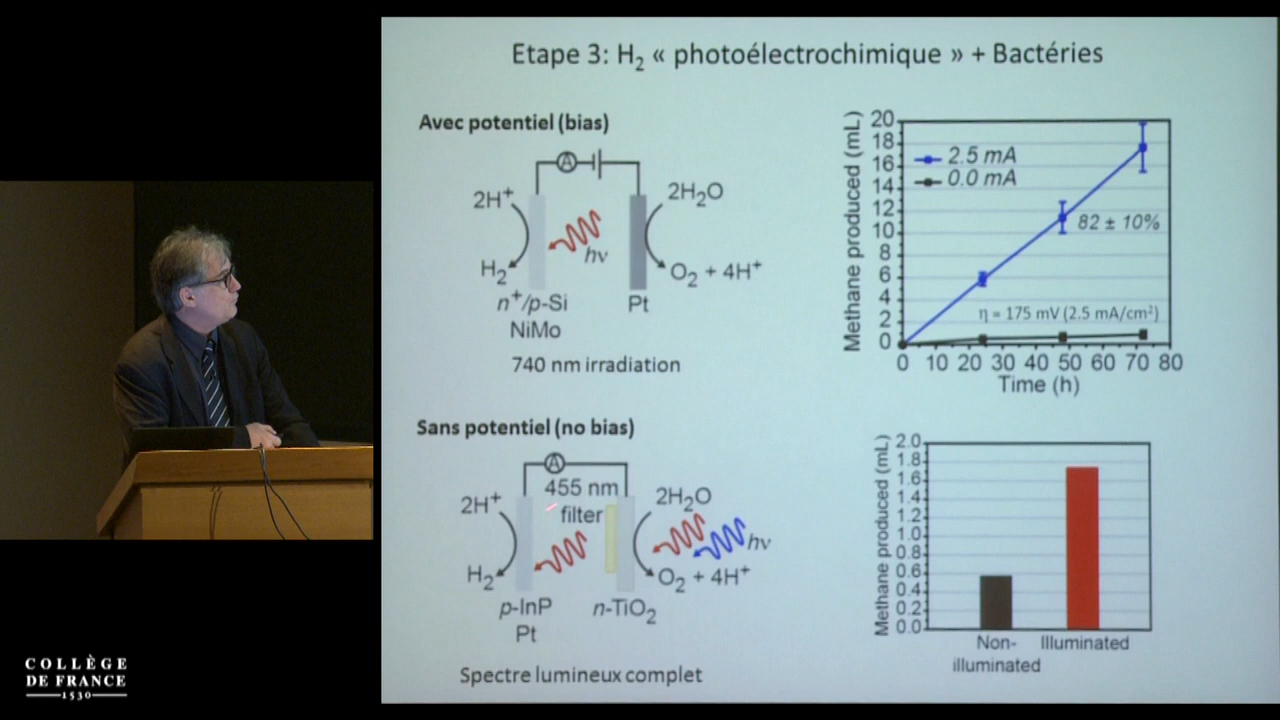 Etape 3: H₂ « photoélectrochimique » + Bactéries
Avec potentiel (bias)
A
2H⁺
2H₂O
hν
H₂
O₂ + 4H⁺
n⁺/p-Si
Pt
NiMo
740 nm irradiation
Methane produced (mL)
20
18
16
14
12
10
8
6
4
2
0
2.5 mA
0.0 mA
82 ± 10%
η = 175 mV (2.5 mA/cm²)
0 10 20 30 40 50 60 70 80
Time (h)
Sans potentiel (no bias)
A
455 nm
filter
2H⁺
2H₂O
hν
H₂
O₂ + 4H⁺
p-InP
n-TiO₂
Pt
Spectre lumineux complet
Methane produced (mL)
2.0
1.8
1.6
1.4
1.2
1.0
0.8
0.6
0.4
0.2
0.0
Non-
illuminated
Illuminated
COLLÈGE
DE FRANCE
1530